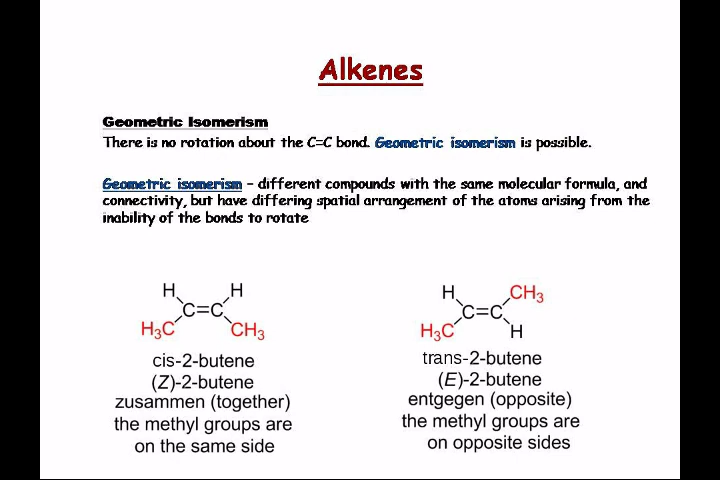 Alkenes
Geometric Isomerism
There is no rotation about the C=C bond. Geometric isomerism is possible.
Geometric isomerism – different compounds with the same molecular formula, and
connectivity, but have differing spatial arrangement of the atoms arising from the
inability of the bonds to rotate
H H
C=C
H3C CH3
cis-2-butene
(Z)-2-butene
zusammen (together)
the methyl groups are
on the same side
H CH3
C=C
H3C H
trans-2-butene
(E)-2-butene
entgegen (opposite)
the methyl groups are
on opposite sides